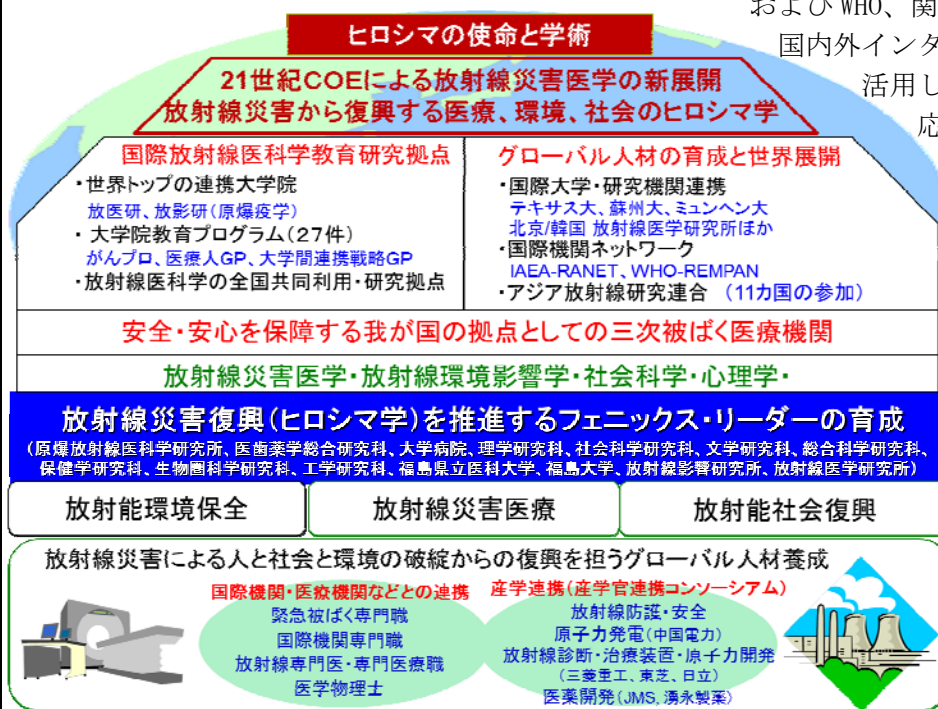 および WHO、関
国内外インタ
活用し
応
ヒロシマの使命と学術
21世紀COEによる放射線災害医学の新展開
放射線災害から復興する医療、環境、社会のヒロシマ学
国際放射線医科学教育研究拠点
・世界トップの連携大学院
放医研、放影研(原爆疫学)
・ 大学院教育プログラム(27件)
がんプロ、医療人GP、大学間連携戦略GP
・放射線医科学の全国共同利用・研究拠点
グローバル人材の育成と世界展開
・国際大学・研究機関連携
テキサス大、蘇州大、ミュンヘン大
北京/韓国 放射線医学研究所ほか
・国際機関ネットワーク
IAEA-RANET、WHO-REMPAN
・アジア放射線研究連合 (11カ国の参加)
安全・安心を保障する我が国の拠点としての三次被ばく医療機関
放射線災害医学・放射線環境影響学・社会科学・心理学・
放射線災害復興(ヒロシマ学)を推進するフェニックス・リーダーの育成
(原爆放射線医科学研究所、医歯薬学総合研究科、大学病院、理学研究科、社会科学研究科、文学研究科、総合科学研究科、
保健学研究科、生物圏科学研究科、工学研究科、福島県立医科大学、福島大学、放射線影響研究所、放射線医学研究所)
放射能環境保全
放射線災害医療
放射能社会復興
放射線災害による人と社会と環境の破綻からの復興を担うグローバル人材養成
国際機関・医療機関などとの連携
緊急被ばく専門職
国際機関専門職
放射線専門医・専門医療職
医学物理士
産学連携(産学官連携コンソーシアム)
放射線防護・安全
原子力発電(中国電力)
放射線診断・治療装置・原子力開発
(三菱重工、東芝、日立)
医薬開発(JMS, 湧永製薬)